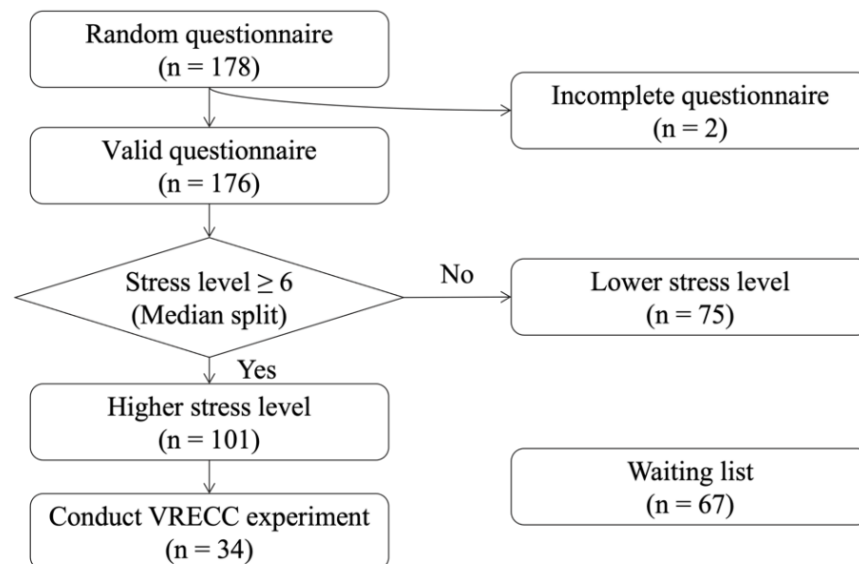 Random questionnaire
(n = 178)
Incomplete questionnaire
(n = 2)
Valid questionnaire
(n = 176)
Stress level ≥ 6
(Median split)
No
Lower stress level
(n = 75)
Yes
Higher stress level
(n = 101)
Waiting list
(n = 67)
Conduct VRECC experiment
(n = 34)